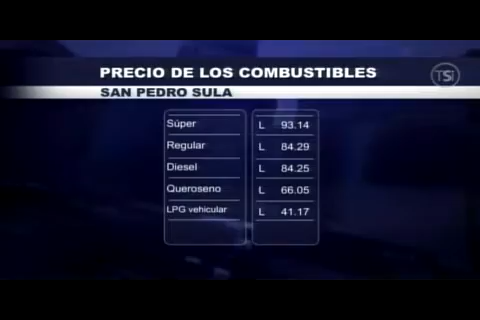 PRECIO DE LOS COMBUSTIBLES
TSi
SAN PEDRO SULA
Súper L 93.14
Regular L 84.29
Diesel L 84.25
Queroseno L 66.05
LPG vehicular L 41.17